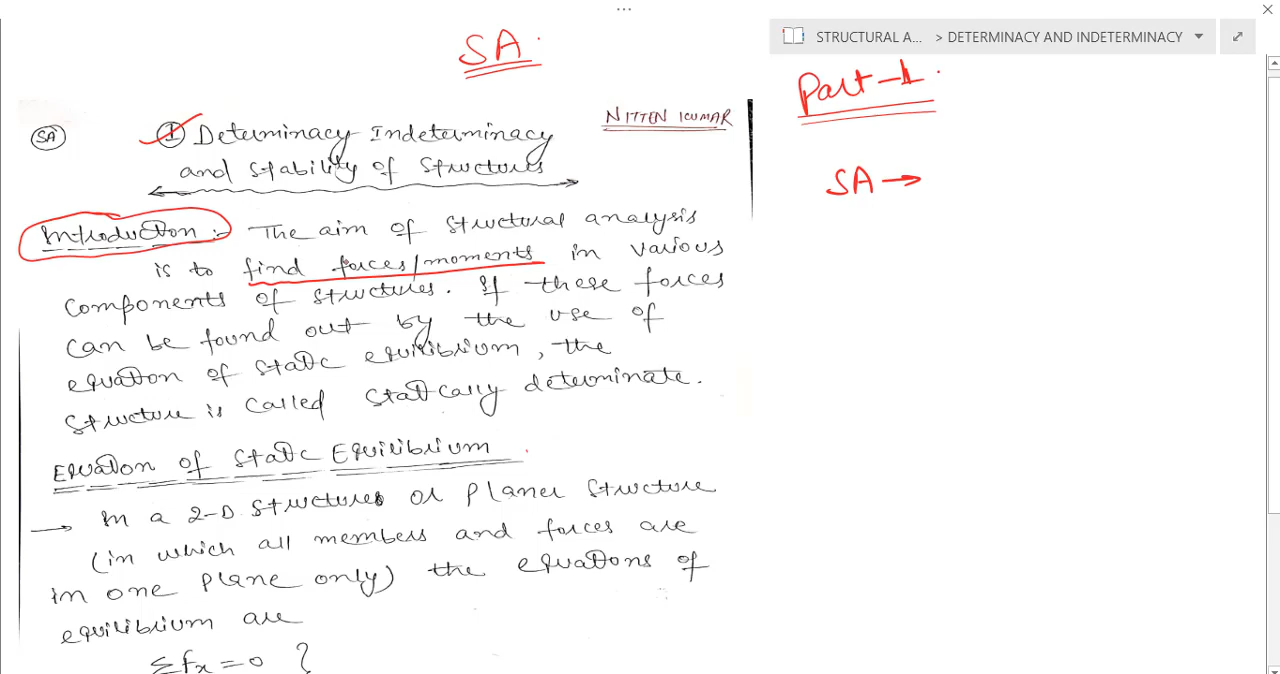 ...
STRUCTURAL A... > DETERMINACY AND INDETERMINACY
SA.
Part-1.
SA →
SA
NITTEN KUMAR
① Determinacy Indeterminacy
and Stability of Structures
Introduction :- The aim of structural analysis
is to find forces/moments in various
components of structures. If these forces
can be found out by the use of
equation of static equilibrium, the
structure is called statically determinate.
Equation of Static Equilibrium
→ In a 2-D structures or planer structure
(in which all members and forces are
in one plane only) the equations of
equilibrium are
Σfx = 0